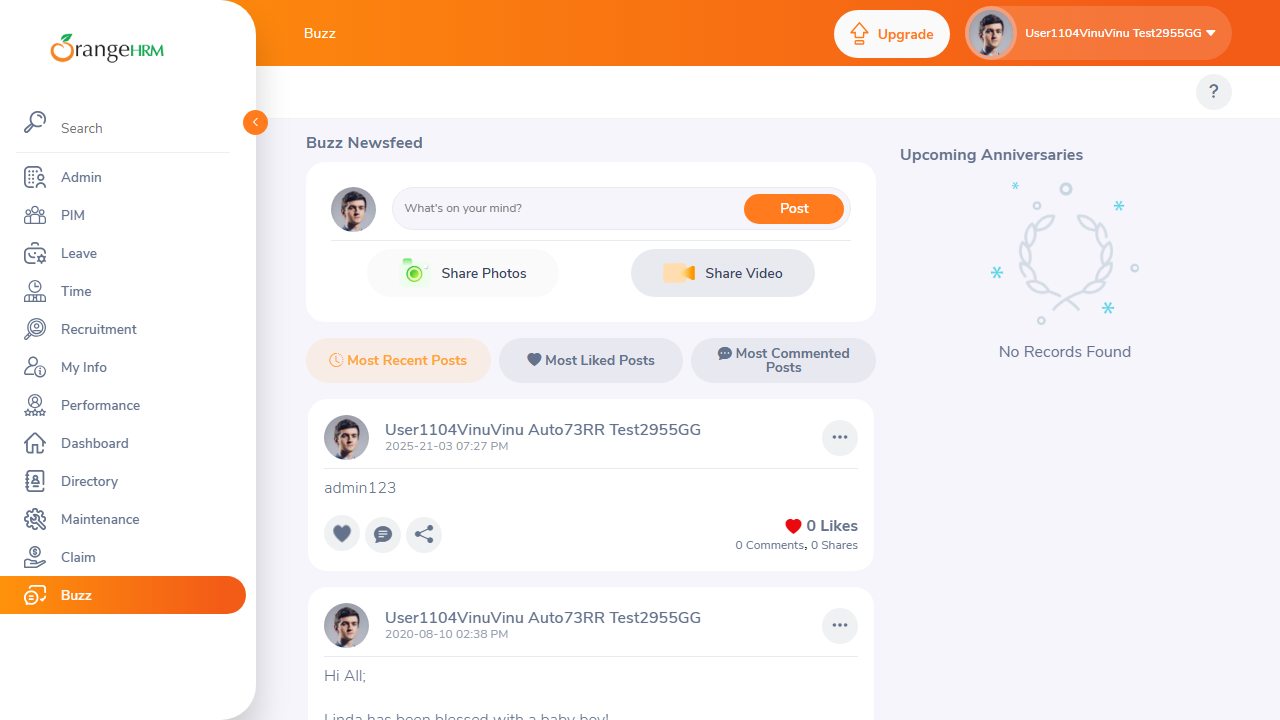 OrangeHRM
Buzz
Upgrade
User1104VinuVinu Test2955GG
?
Search
Admin
PIM
Leave
Time
Recruitment
My Info
Performance
Dashboard
Directory
Maintenance
Claim
Buzz
Buzz Newsfeed
What's on your mind?
Post
Share Photos
Share Video
Most Recent Posts
Most Liked Posts
Most Commented
Posts
User1104VinuVinu Auto73RR Test2955GG
2025-21-03 07:27 PM
admin123
0 Likes
0 Comments, 0 Shares
User1104VinuVinu Auto73RR Test2955GG
2020-08-10 02:38 PM
Hi All;
Linda has been blessed with a baby boy!
Upcoming Anniversaries
No Records Found